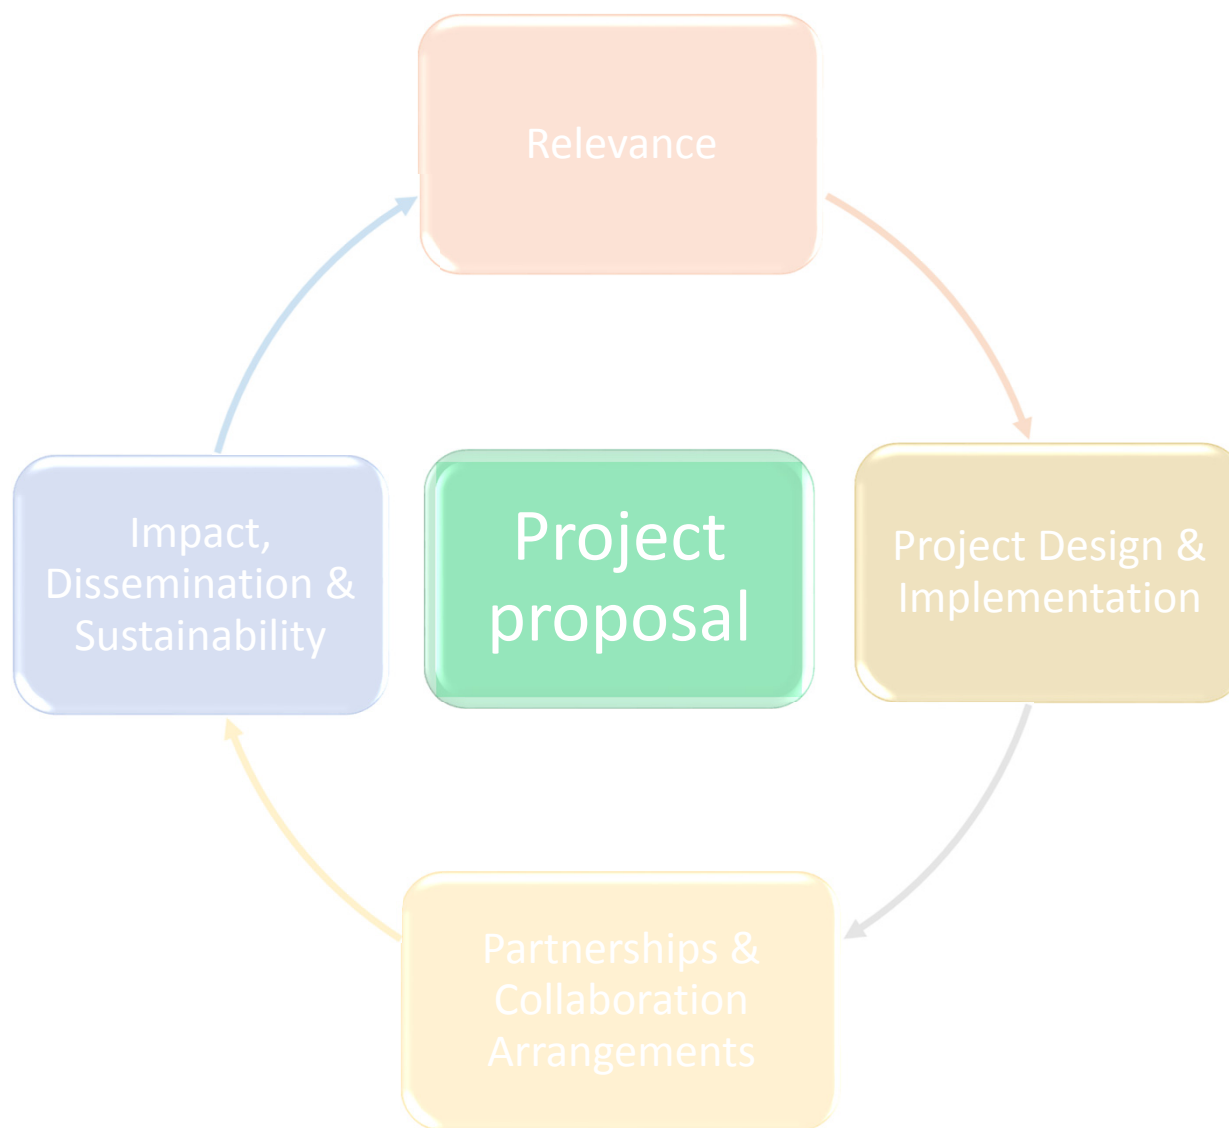 Relevance
Impact,
Dissemination &
Sustainability
Project
proposal
Project Design &
Implementation
Partnerships &
Collaboration
Arrangements